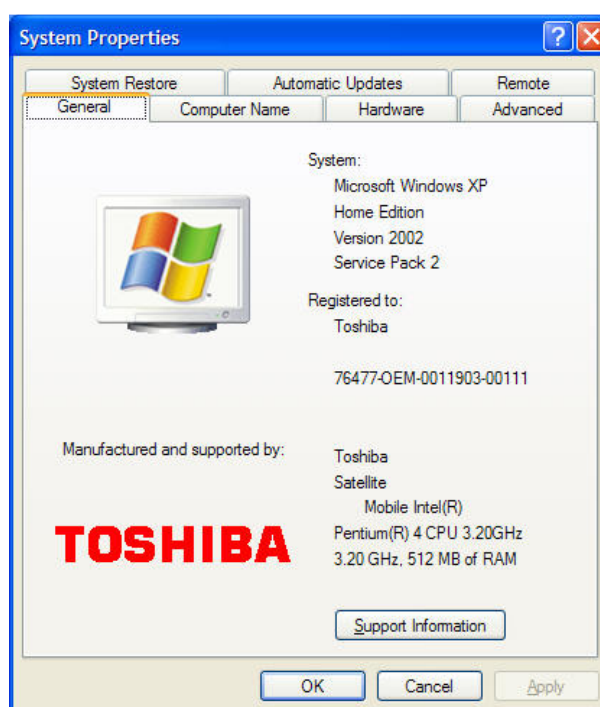 System Properties
System Restore Automatic Updates Remote
General Computer Name Hardware Advanced
System:
Microsoft Windows XP
Home Edition
Version 2002
Service Pack 2
Registered to:
Toshiba
76477-OEM-0011903-00111
Manufactured and supported by:
TOSHIBA
Toshiba
Satellite
Mobile Intel(R)
Pentium(R) 4 CPU 3.20GHz
3.20 GHz, 512 MB of RAM
Support Information
OK Cancel Apply